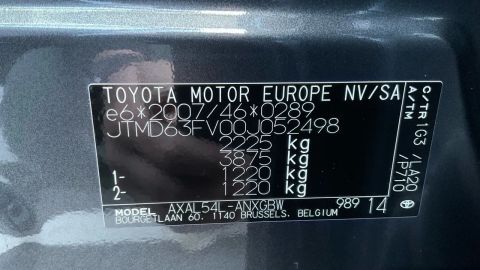 TOYOTA MOTOR EUROPE NV/SA
e6*2007/46*0289
JTMD63FV00J052498
2225 kg
3875 kg
1- 1220 kg
2- 1220 kg
MODEL AXAL54L-ANXGBW 989 14
BOURGETLAAN 60, 1140 BRUSSELS, BELGIUM
C/TR 1G3 /LA20
A/TM /P710